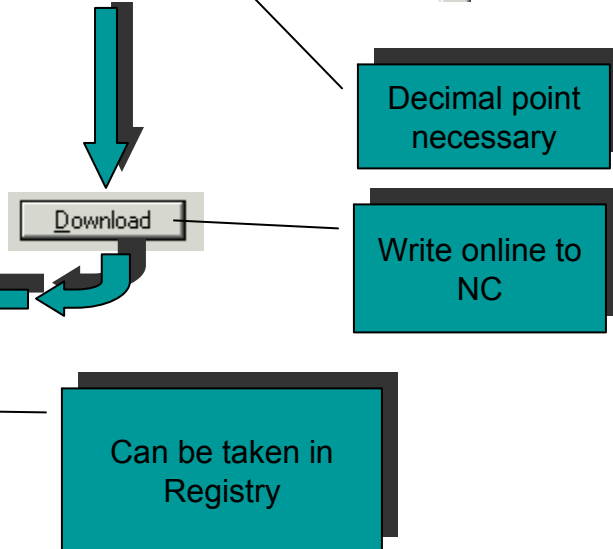 Decimal point
necessary
Download
Write online to
NC
Can be taken in
Registry